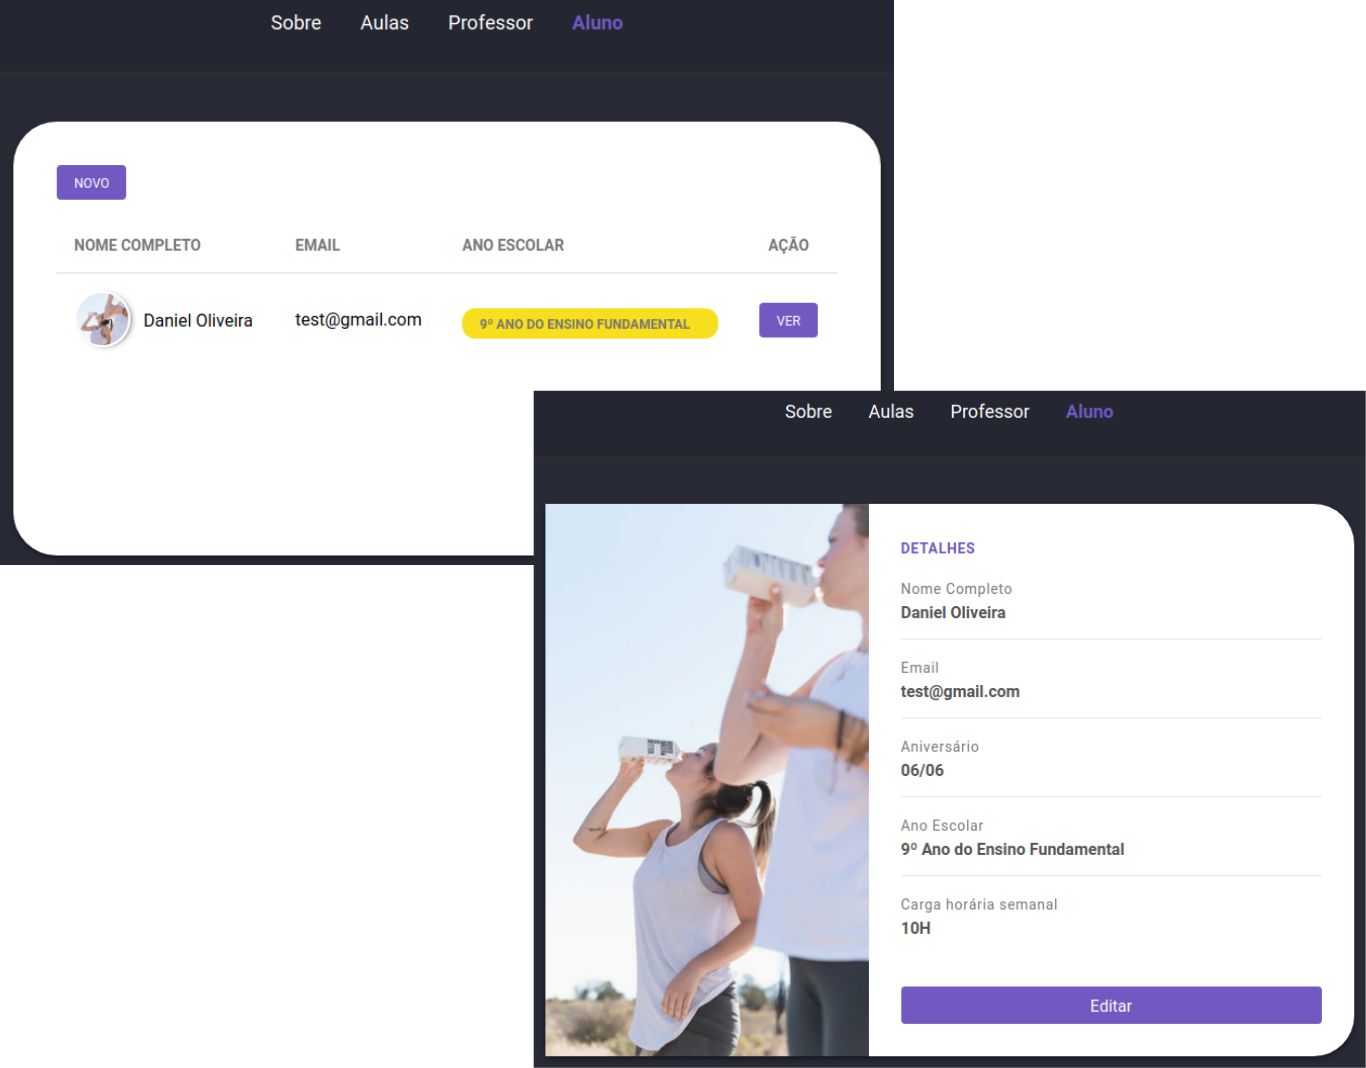 Sobre Aulas Professor Aluno
NOVO
NOME COMPLETO EMAIL ANO ESCOLAR AÇÃO
Daniel Oliveira test@gmail.com 9º ANO DO ENSINO FUNDAMENTAL VER
Sobre Aulas Professor Aluno
DETALHES
Nome Completo
Daniel Oliveira
Email
test@gmail.com
Aniversário
06/06
Ano Escolar
9º Ano do Ensino Fundamental
Carga horária semanal
10H
Editar